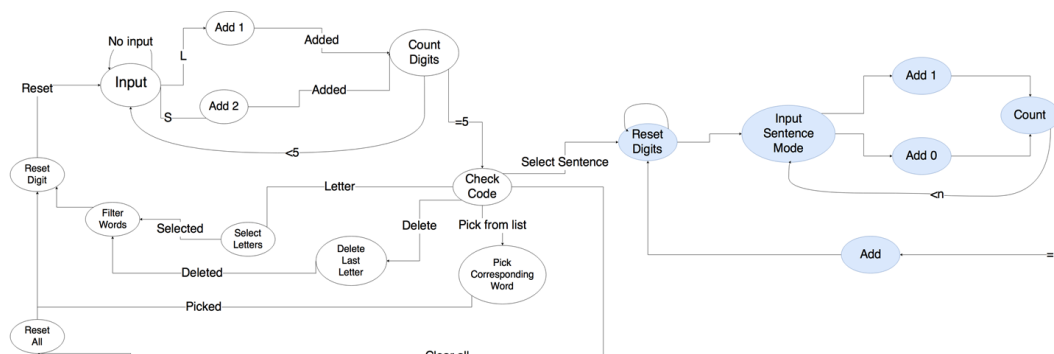 Add 1
No input
Added
Count
Digits
L
Input
Reset
Add 2
Added
S
Add 1
Count
Input
Sentence
Mode
Reset
Digits
=5
Add 0
<5
Select Sentence
Reset
Digit
Check
Code
Letter
<n
Filter
Words
Selected
Select
Letters
Delete
Pick from list
Delete
Last
Letter
Add
=
Deleted
Pick
Corresponding
Word
Picked
Reset
All
Clear all